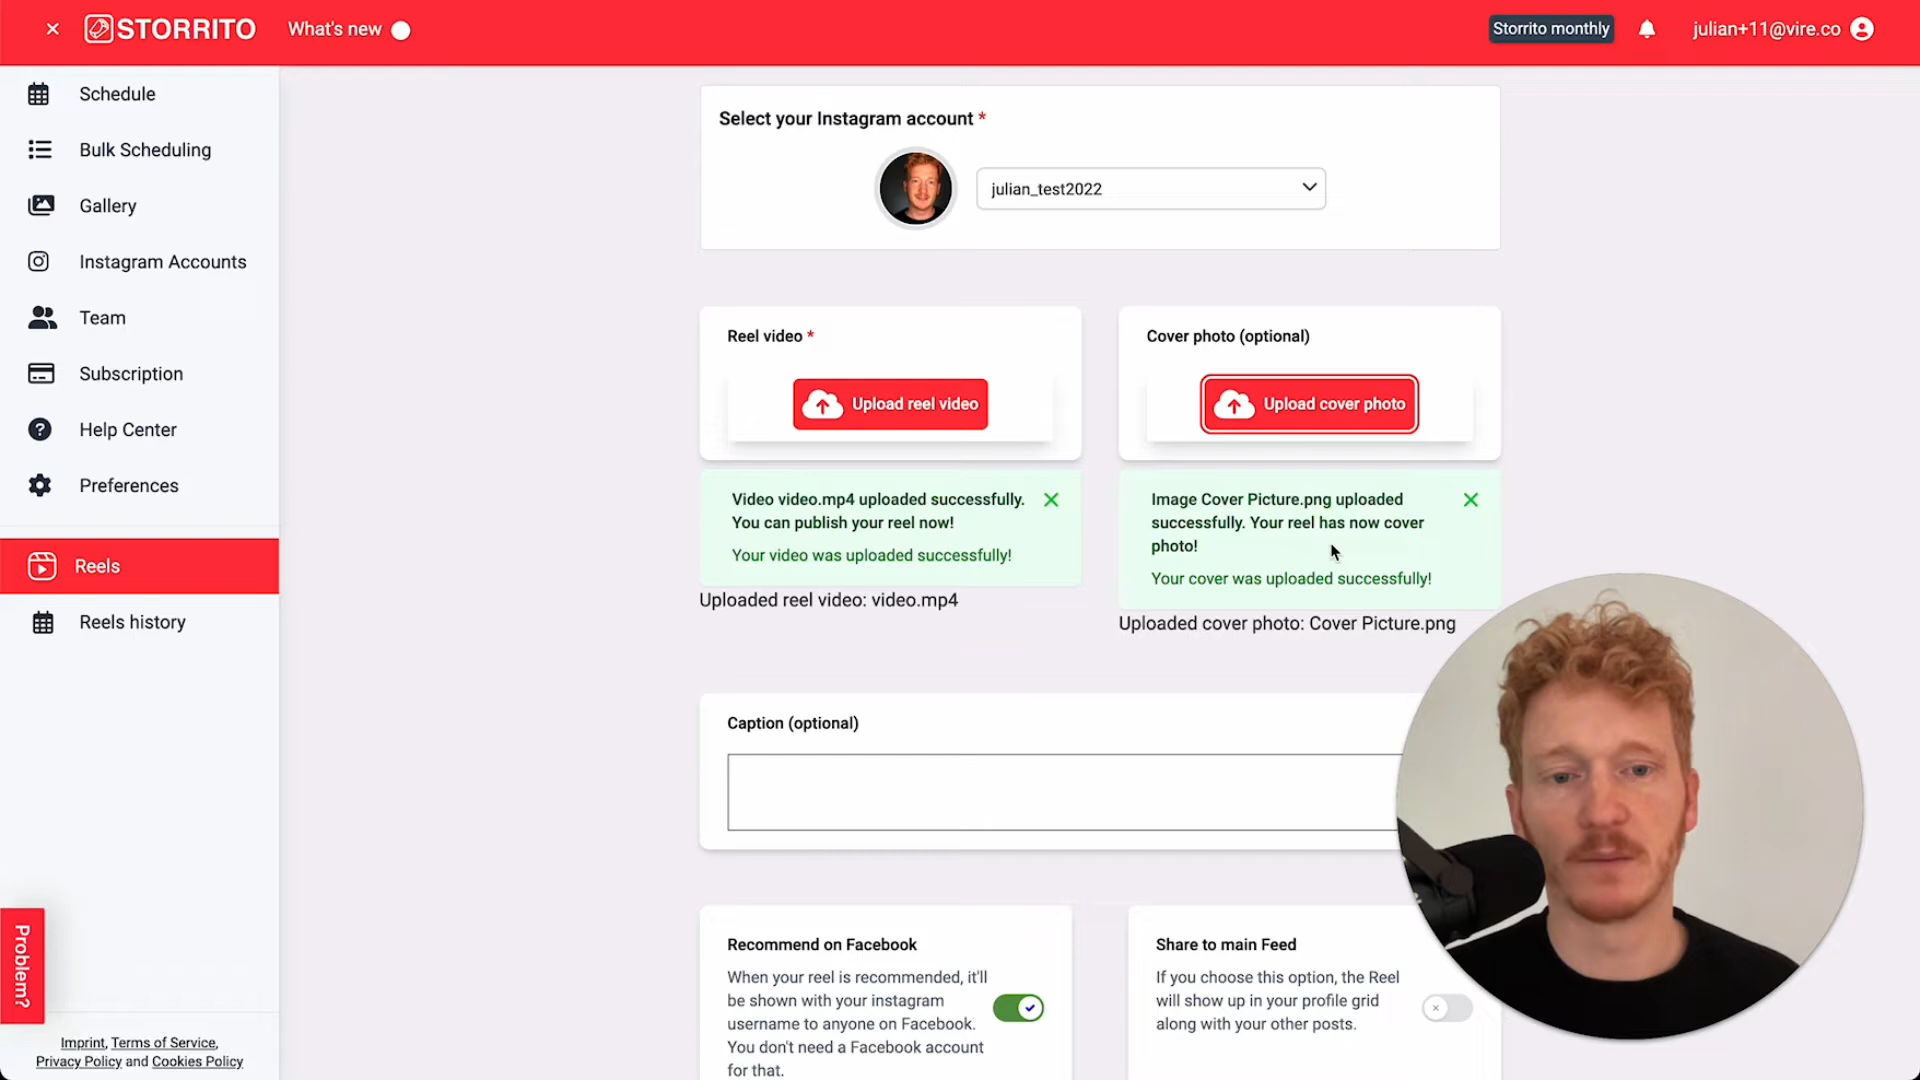 STORRITO
What's new
Storrito monthly
julian+11@vire.co
Schedule
Bulk Scheduling
Gallery
Instagram Accounts
Team
Subscription
Help Center
Preferences
Reels
Reels history
Problem?
Imprint, Terms of Service,
Privacy Policy and Cookies Policy
Select your Instagram account *
julian_test2022
Reel video *
Upload reel video
Video video.mp4 uploaded successfully.
You can publish your reel now!
Your video was uploaded successfully!
Uploaded reel video: video.mp4
Cover photo (optional)
Upload cover photo
Image Cover Picture.png uploaded
successfully. Your reel has now cover
photo!
Your cover was uploaded successfully!
Uploaded cover photo: Cover Picture.png
Caption (optional)
Recommend on Facebook
When your reel is recommended, it'll
be shown with your instagram
username to anyone on Facebook.
You don't need a Facebook account
for that.
Share to main Feed
If you choose this option, the Reel
will show up in your profile grid
along with your other posts.